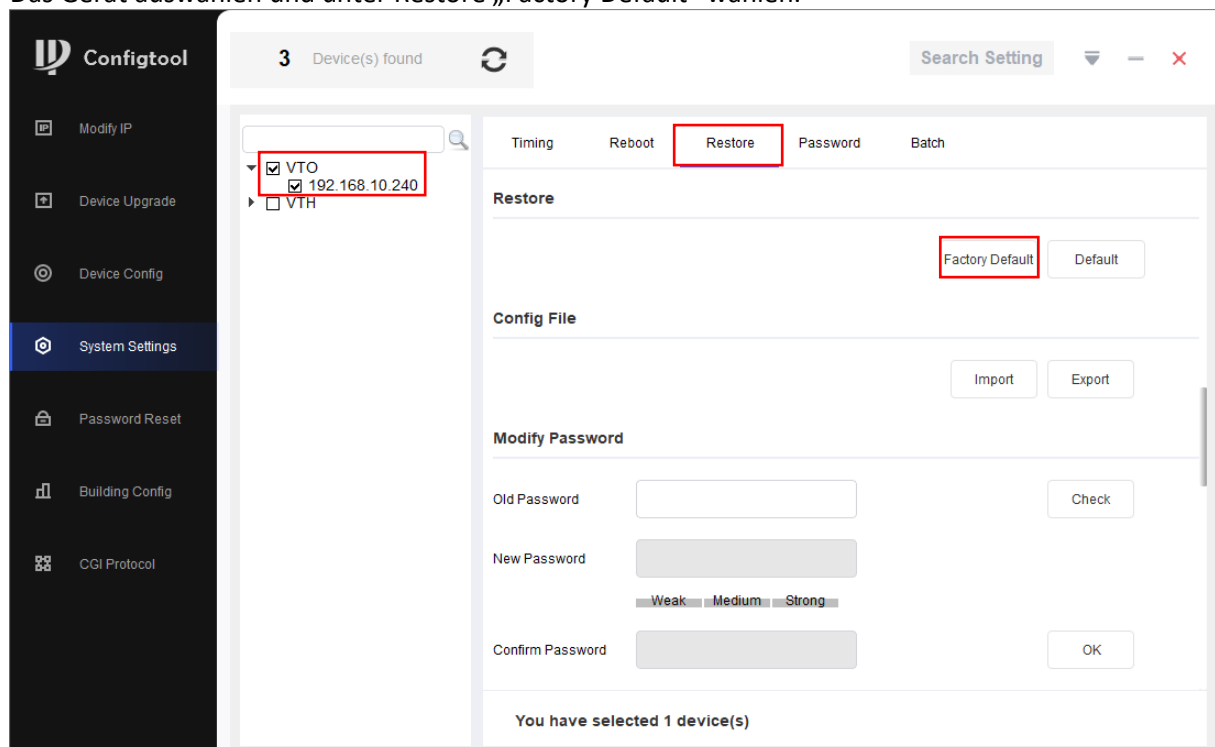 Das Gerät auswählen und unter Restore „Factory Default“ wählen:
Configtool
3 Device(s) found
Search Setting
IP Modify IP
Device Upgrade
Device Config
System Settings
Password Reset
Building Config
CGI Protocol
VTO
192.168.10.240
VTH
Timing Reboot Restore Password Batch
Restore
Factory Default Default
Config File
Import Export
Modify Password
Old Password Check
New Password
Weak Medium Strong
Confirm Password OK
You have selected 1 device(s)